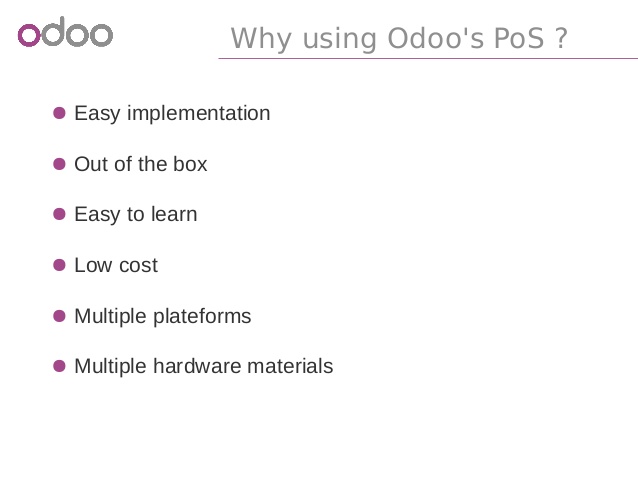 odoo
Why using Odoo's PoS ?
Easy implementation
Out of the box
Easy to learn
Low cost
Multiple plateforms
Multiple hardware materials